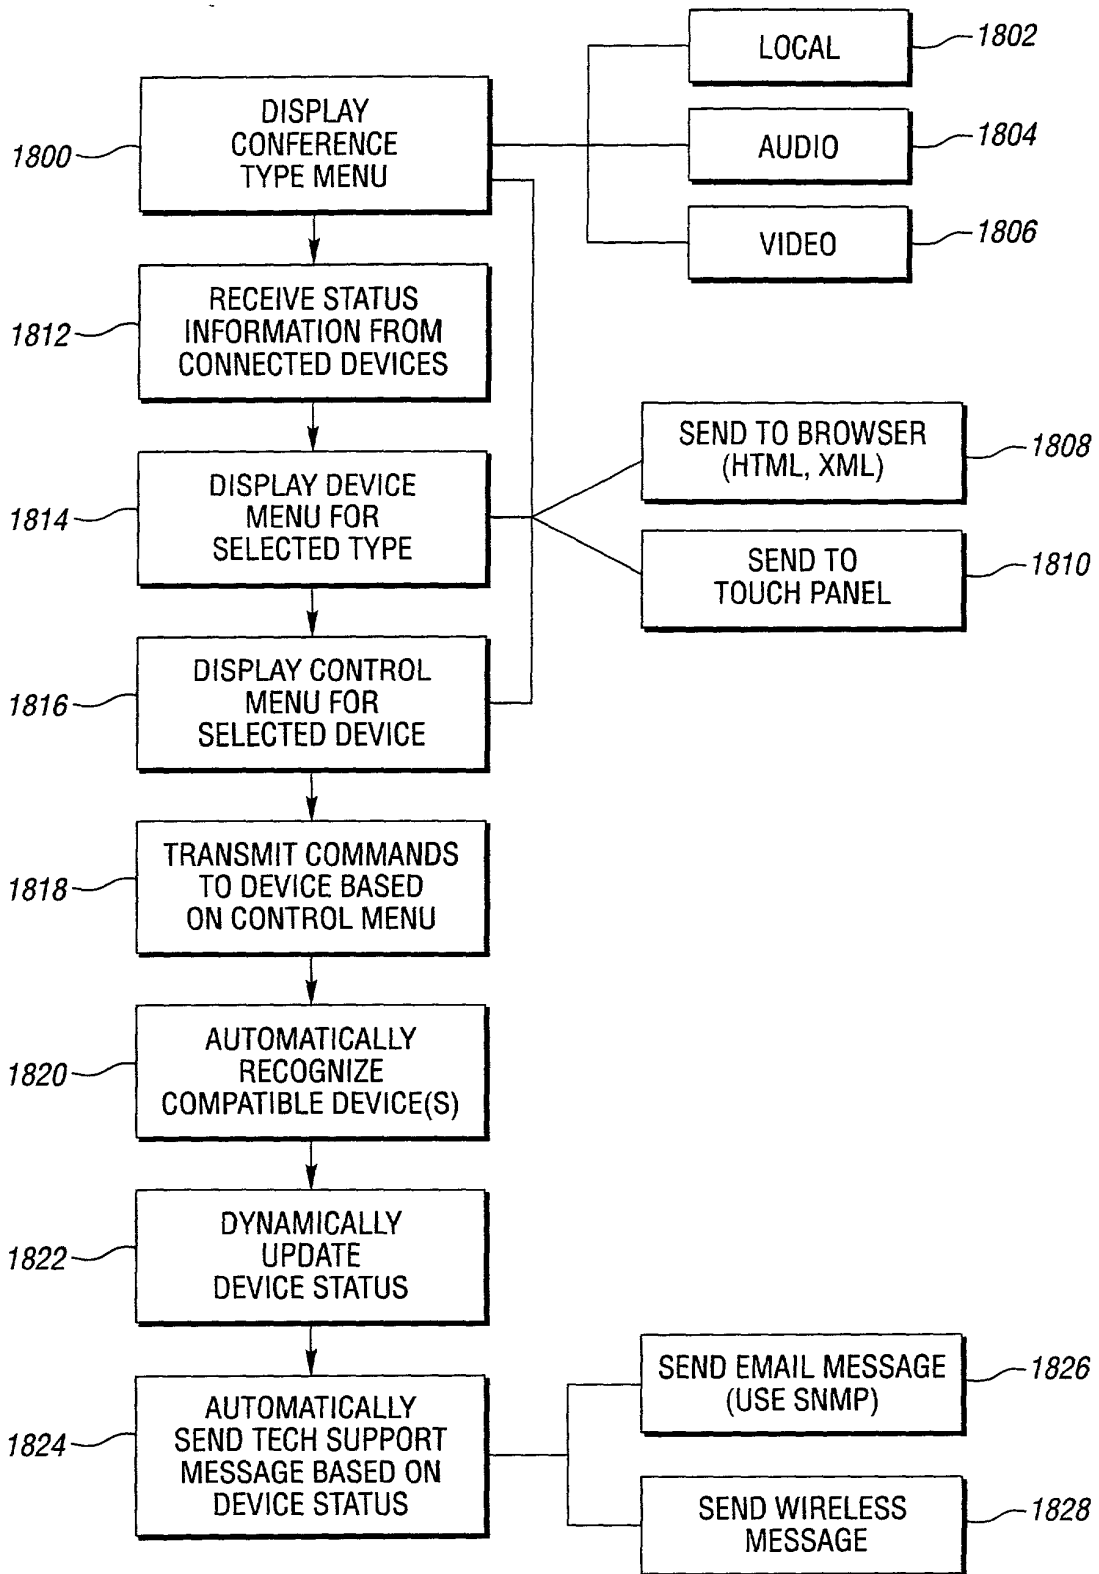 LOCAL
1802
DISPLAY
CONFERENCE
TYPE MENU
1800
AUDIO
1804
VIDEO
1806
RECEIVE STATUS
INFORMATION FROM
CONNECTED DEVICES
1812
SEND TO BROWSER
(HTML, XML)
1808
DISPLAY DEVICE
MENU FOR
SELECTED TYPE
1814
SEND TO
TOUCH PANEL
1810
DISPLAY CONTROL
MENU FOR
SELECTED DEVICE
1816
TRANSMIT COMMANDS
TO DEVICE BASED
ON CONTROL MENU
1818
AUTOMATICALLY
RECOGNIZE
COMPATIBLE DEVICE(S)
1820
DYNAMICALLY
UPDATE
DEVICE STATUS
1822
AUTOMATICALLY
SEND TECH SUPPORT
MESSAGE BASED ON
DEVICE STATUS
1824
SEND EMAIL MESSAGE
(USE SNMP)
1826
SEND WIRELESS
MESSAGE
1828